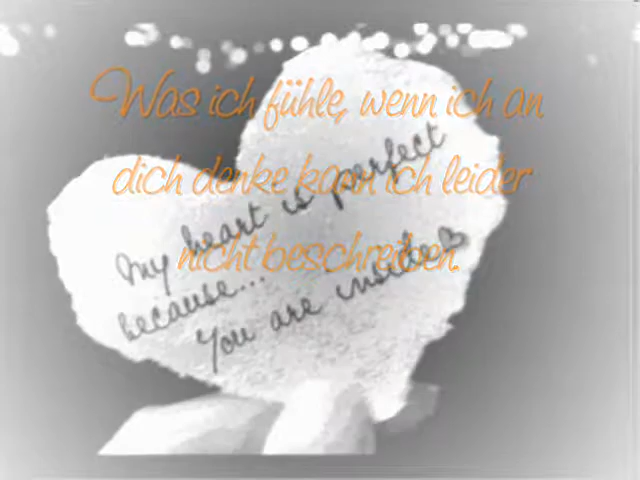 Was ich fühle, wenn ich an
dich denke kann ich leider
nicht beschreiben.
My heart is perfect
because...
You are inside♥